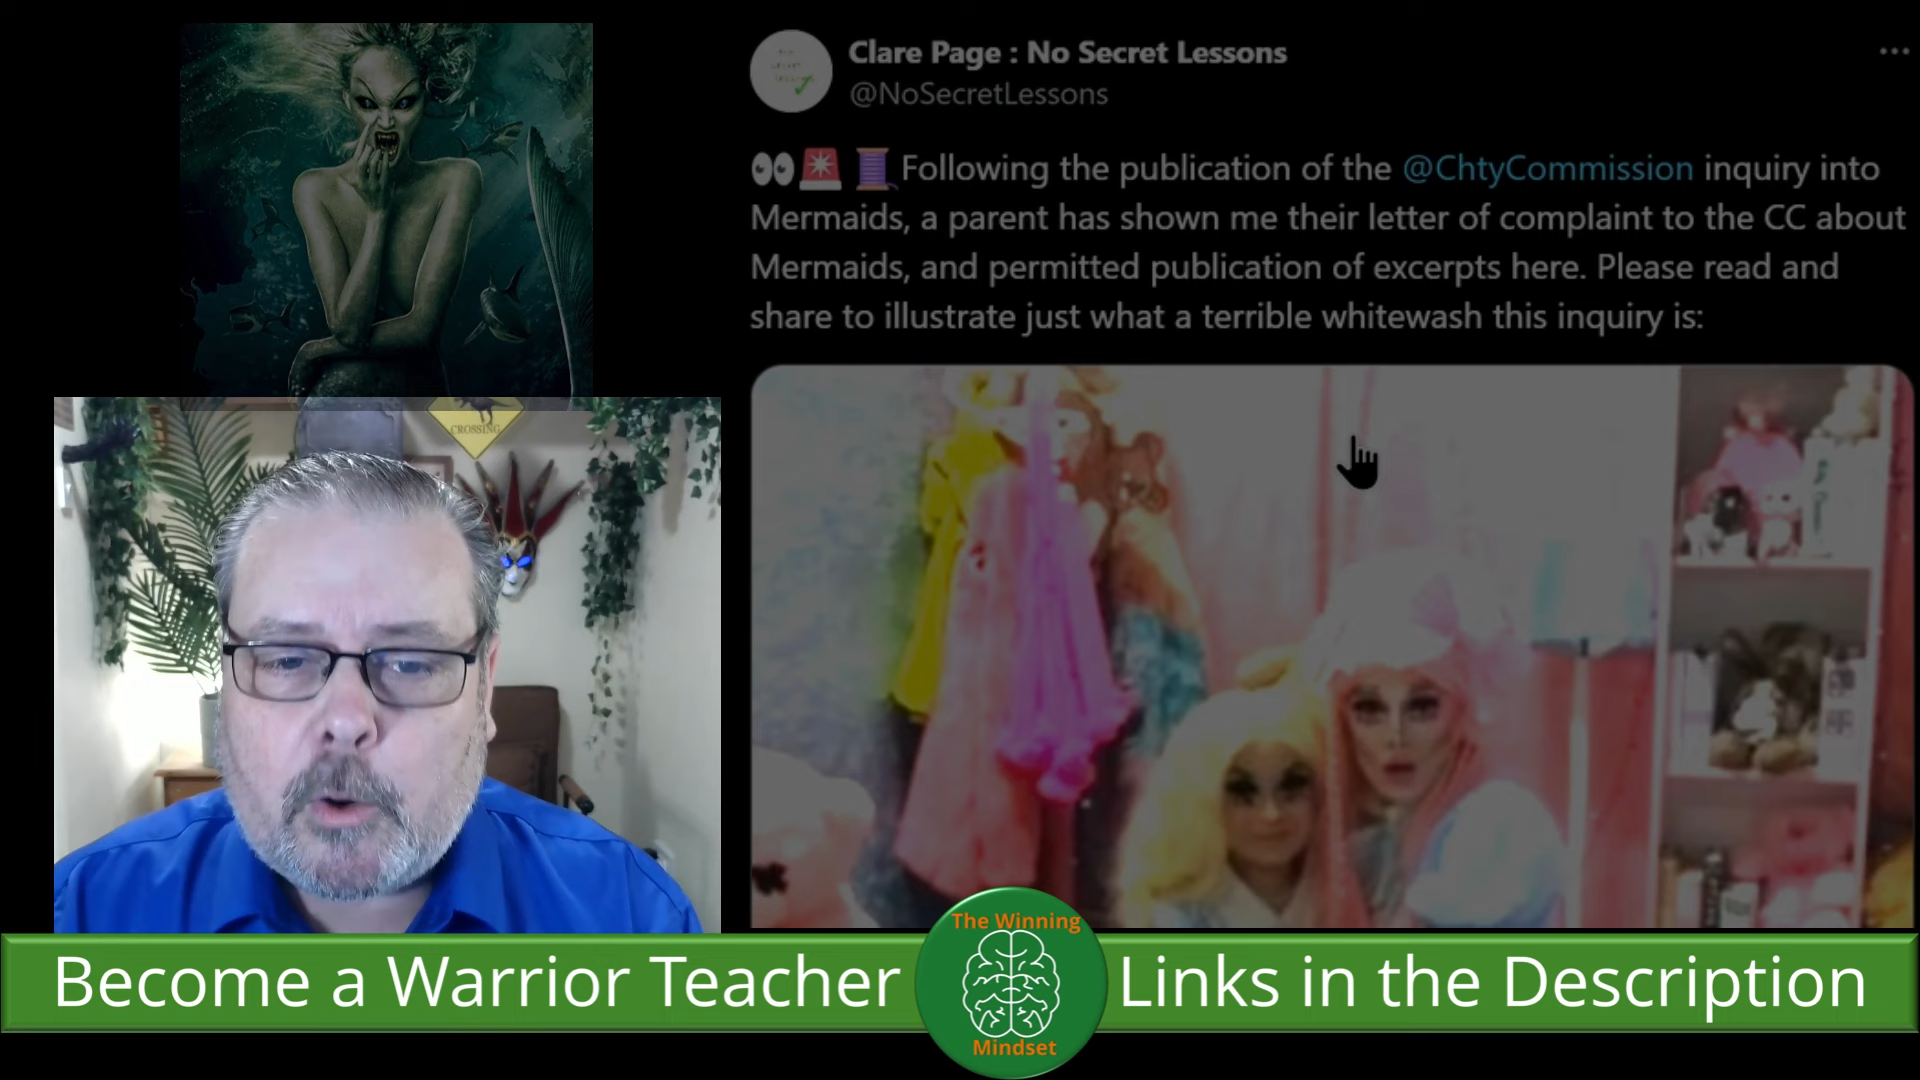 Clare Page : No Secret Lessons
@NoSecretLessons
Following the publication of the @ChtyCommission inquiry into
Mermaids, a parent has shown me their letter of complaint to the CC about
Mermaids, and permitted publication of excerpts here. Please read and
share to illustrate just what a terrible whitewash this inquiry is:
CROSSING
The Winning
Mindset
Become a Warrior Teacher
Links in the Description